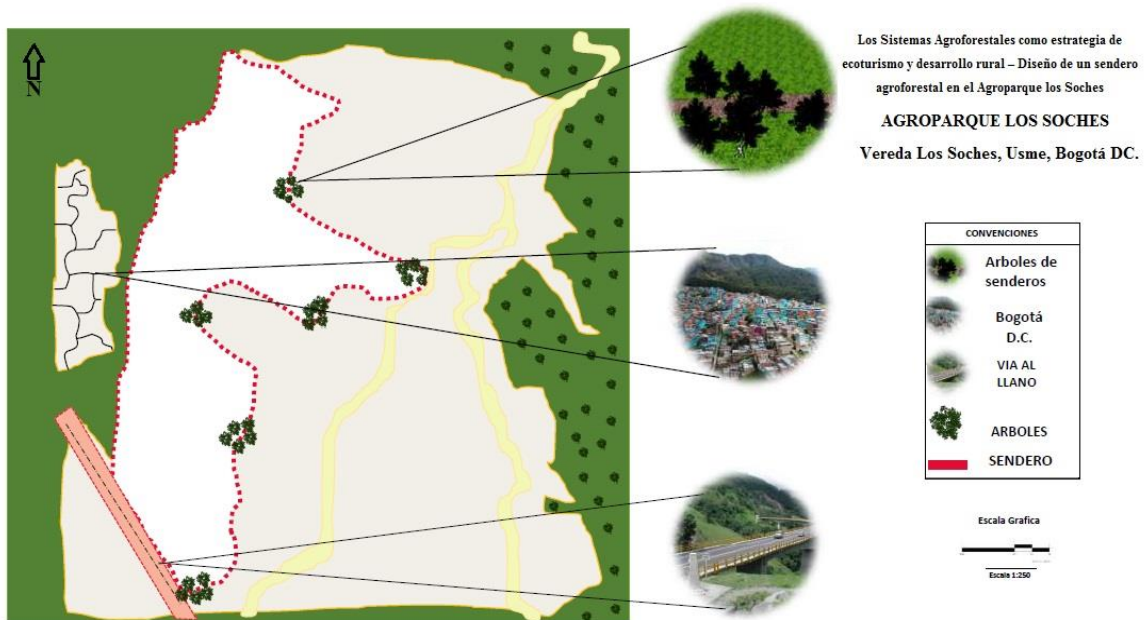 N
Los Sistemas Agroforestales como estrategia de
ecoturismo y desarrollo rural – Diseño de un sendero
agroforestal en el Agroparque los Soches
AGROPARQUE LOS SOCHES
Vereda Los Soches, Usme, Bogotá DC.
CONVENCIONES
Arboles de
senderos
Bogotá
D.C.
VIA AL
LLANO
ARBOLES
SENDERO
Escala Grafica
Escala 1:250